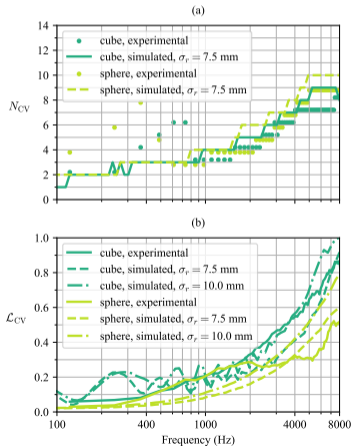 (a)
14
12
10
8
6
4
2
0
N_CV
cube, experimental
cube, simulated, σ_r = 7.5 mm
sphere, experimental
sphere, simulated, σ_r = 7.5 mm
(b)
1.0
0.8
0.6
0.4
0.2
0.0
ℒ_CV
cube, experimental
cube, simulated, σ_r = 7.5 mm
cube, simulated, σ_r = 10.0 mm
sphere, experimental
sphere, simulated, σ_r = 7.5 mm
sphere, simulated, σ_r = 10.0 mm
100 400 1000 4000 8000
Frequency (Hz)